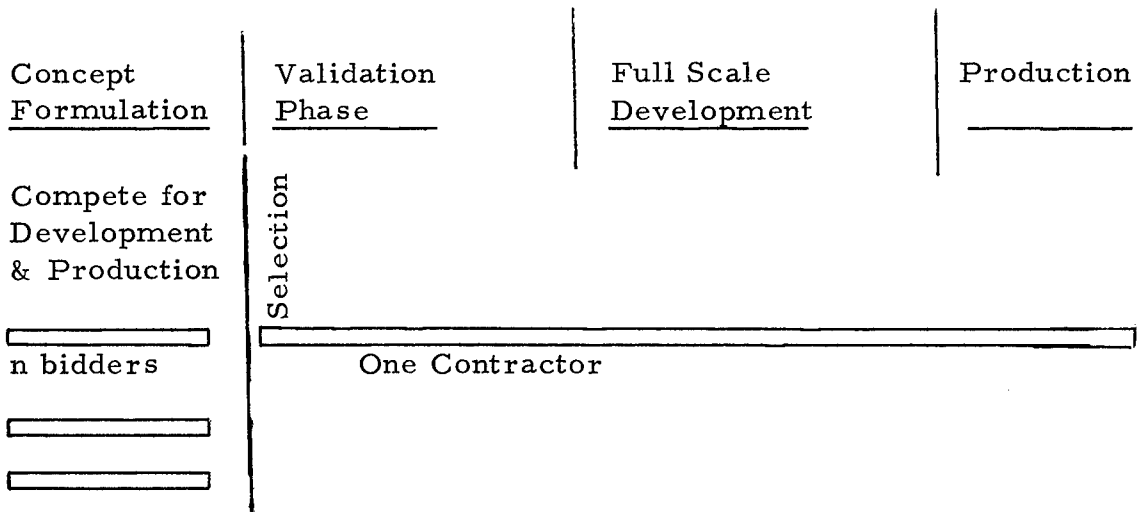 Concept
Formulation
Validation
Phase
Full Scale
Development
Production
Compete for
Development
& Production
Selection
n bidders
One Contractor